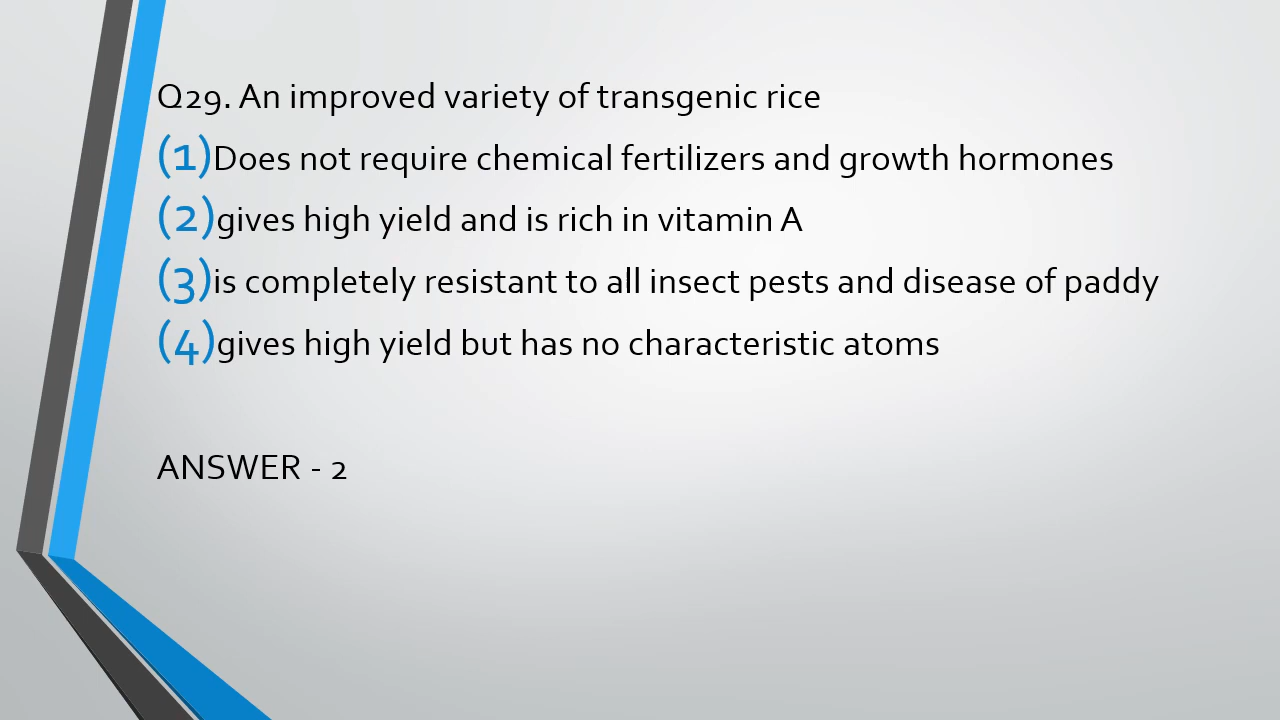 Q29. An improved variety of transgenic rice
(1)Does not require chemical fertilizers and growth hormones
(2)gives high yield and is rich in vitamin A
(3)is completely resistant to all insect pests and disease of paddy
(4)gives high yield but has no characteristic atoms
ANSWER - 2